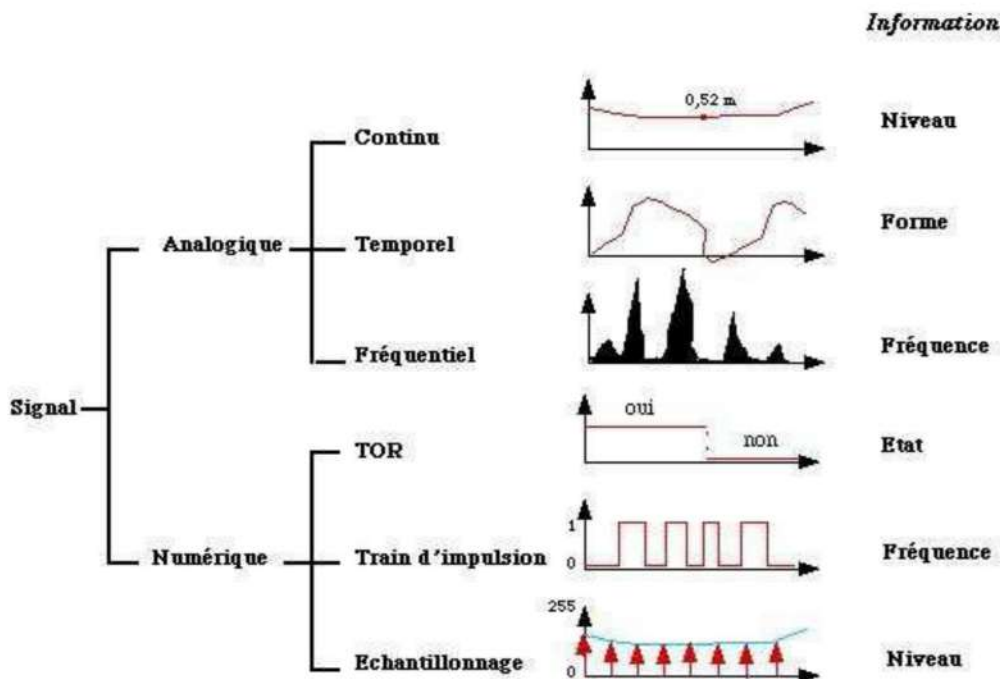 Information
0,52 m
Continu
Niveau
Analogique
Temporel
Forme
Fréquentiel
Fréquence
Signal
oui
non
TOR
Etat
1
0
Numérique
Train d'impulsion
Fréquence
255
0
Echantillonnage
Niveau